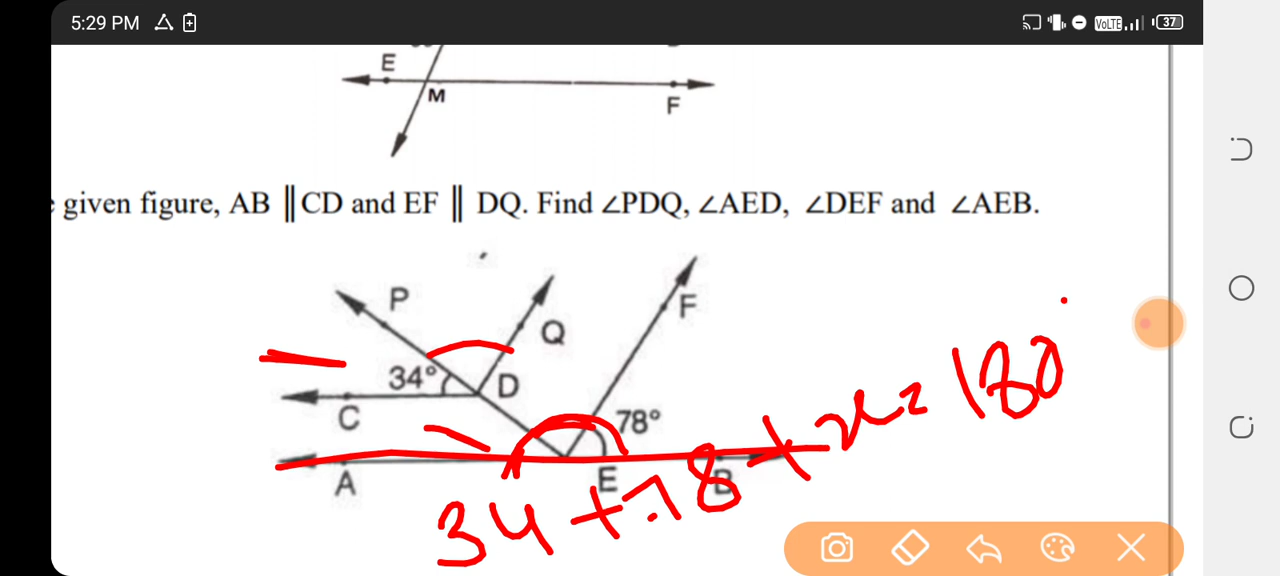 5:29 PM
VoLTE 37
E
M
F
given figure, AB ∥ CD and EF ∥ DQ. Find ∠PDQ, ∠AED, ∠DEF and ∠AEB.
P
Q
F
34°
D
C
78°
A
E
B
34+78+x=180°